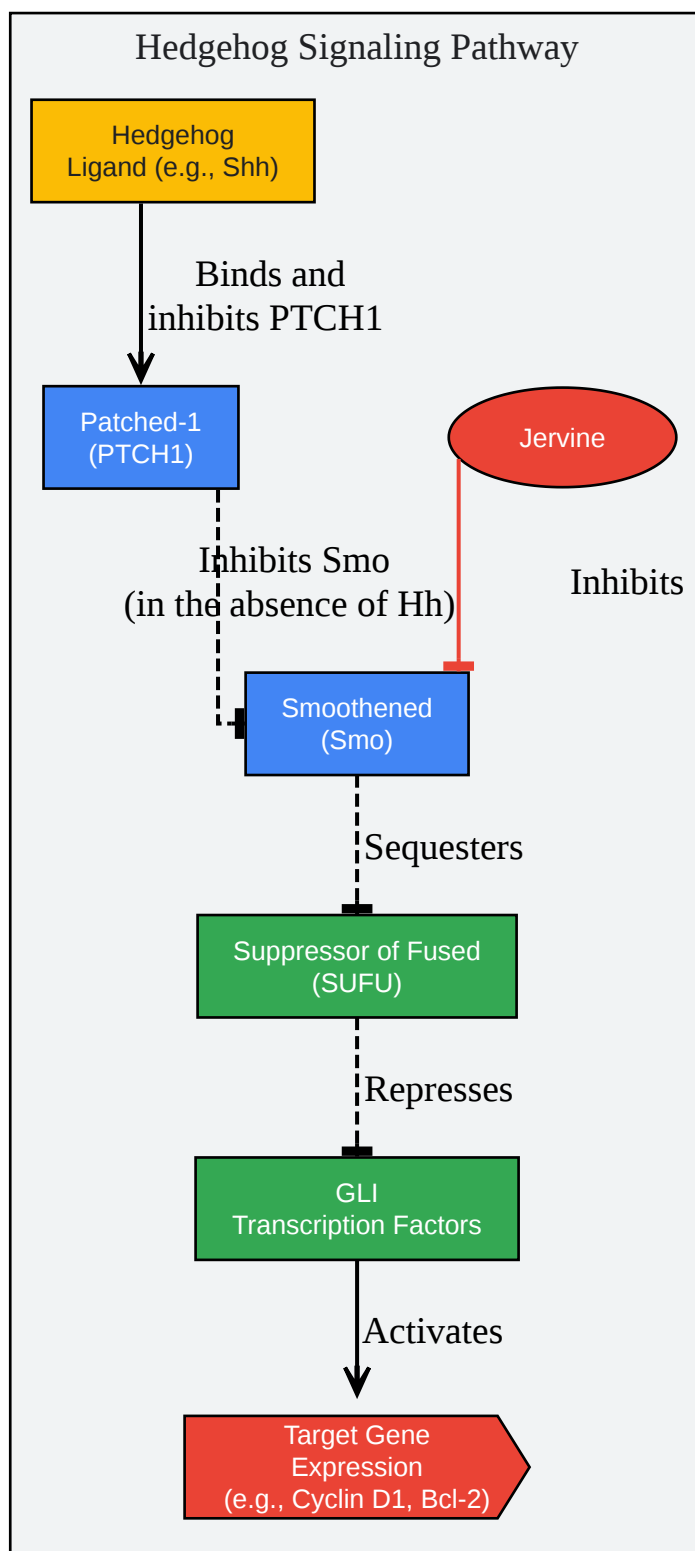 Hedgehog Signaling Pathway
Hedgehog
Ligand (e.g., Shh)
Binds and
inhibits PTCH1
Patched-1
(PTCH1)
Jervine
Inhibits Smo
(in the absence of Hh)
Inhibits
Smoothened
(Smo)
Sequesters
Suppressor of Fused
(SUFU)
Represses
GLI
Transcription Factors
Activates
Target Gene
Expression
(e.g., Cyclin D1, Bcl-2)